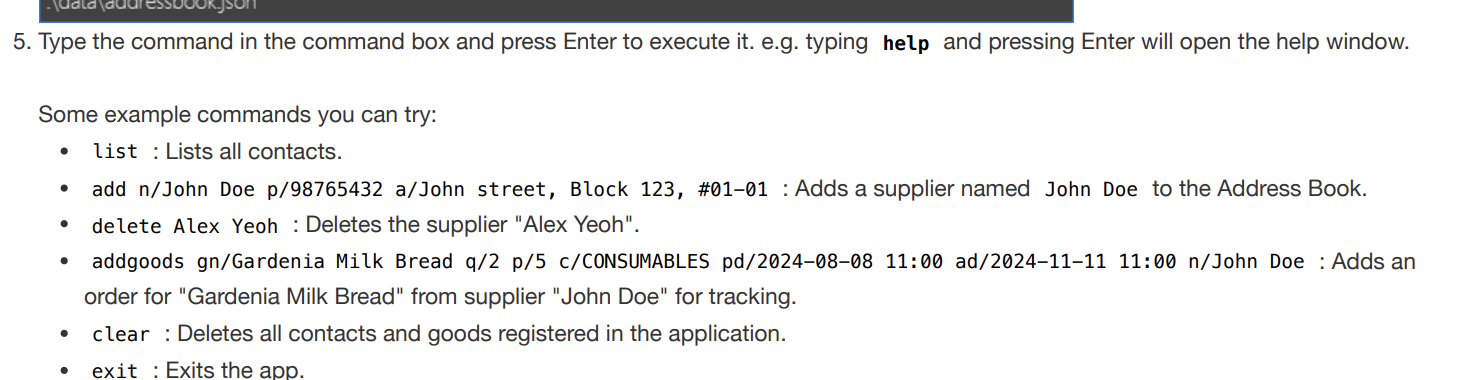 .\data\addressbook.json
5. Type the command in the command box and press Enter to execute it. e.g. typing help and pressing Enter will open the help window.
Some example commands you can try:
• list : Lists all contacts.
• add n/John Doe p/98765432 a/John street, Block 123, #01-01 : Adds a supplier named John Doe to the Address Book.
• delete Alex Yeoh : Deletes the supplier "Alex Yeoh".
• addgoods gn/Gardenia Milk Bread q/2 p/5 c/CONSUMABLES pd/2024-08-08 11:00 ad/2024-11-11 11:00 n/John Doe : Adds an
order for "Gardenia Milk Bread" from supplier "John Doe" for tracking.
• clear : Deletes all contacts and goods registered in the application.
• exit : Exits the app.